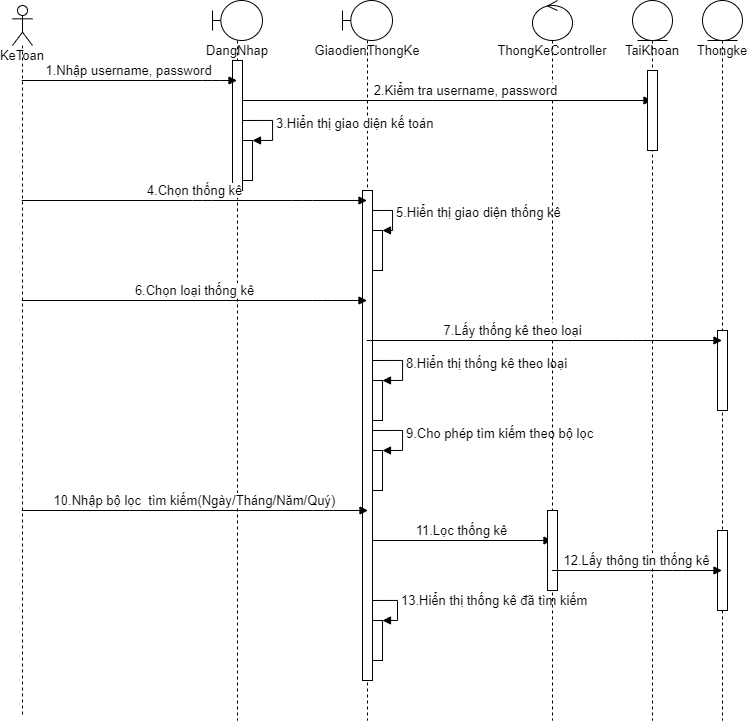 KeToan
DangNhap
GiaodienThongKe
ThongKeController
TaiKhoan
Thongke
1.Nhập username, password
2.Kiểm tra username, password
3.Hiển thị giao diện kế toán
4.Chọn thống kê
5.Hiển thị giao diện thống kê
6.Chọn loại thống kê
7.Lấy thống kê theo loại
8.Hiển thị thống kê theo loại
9.Cho phép tìm kiếm theo bộ lọc
10.Nhập bộ lọc  tìm kiếm(Ngày/Tháng/Năm/Quý)
11.Lọc thống kê
12.Lấy thông tin thống kê
13.Hiển thị thống kê đã tìm kiếm